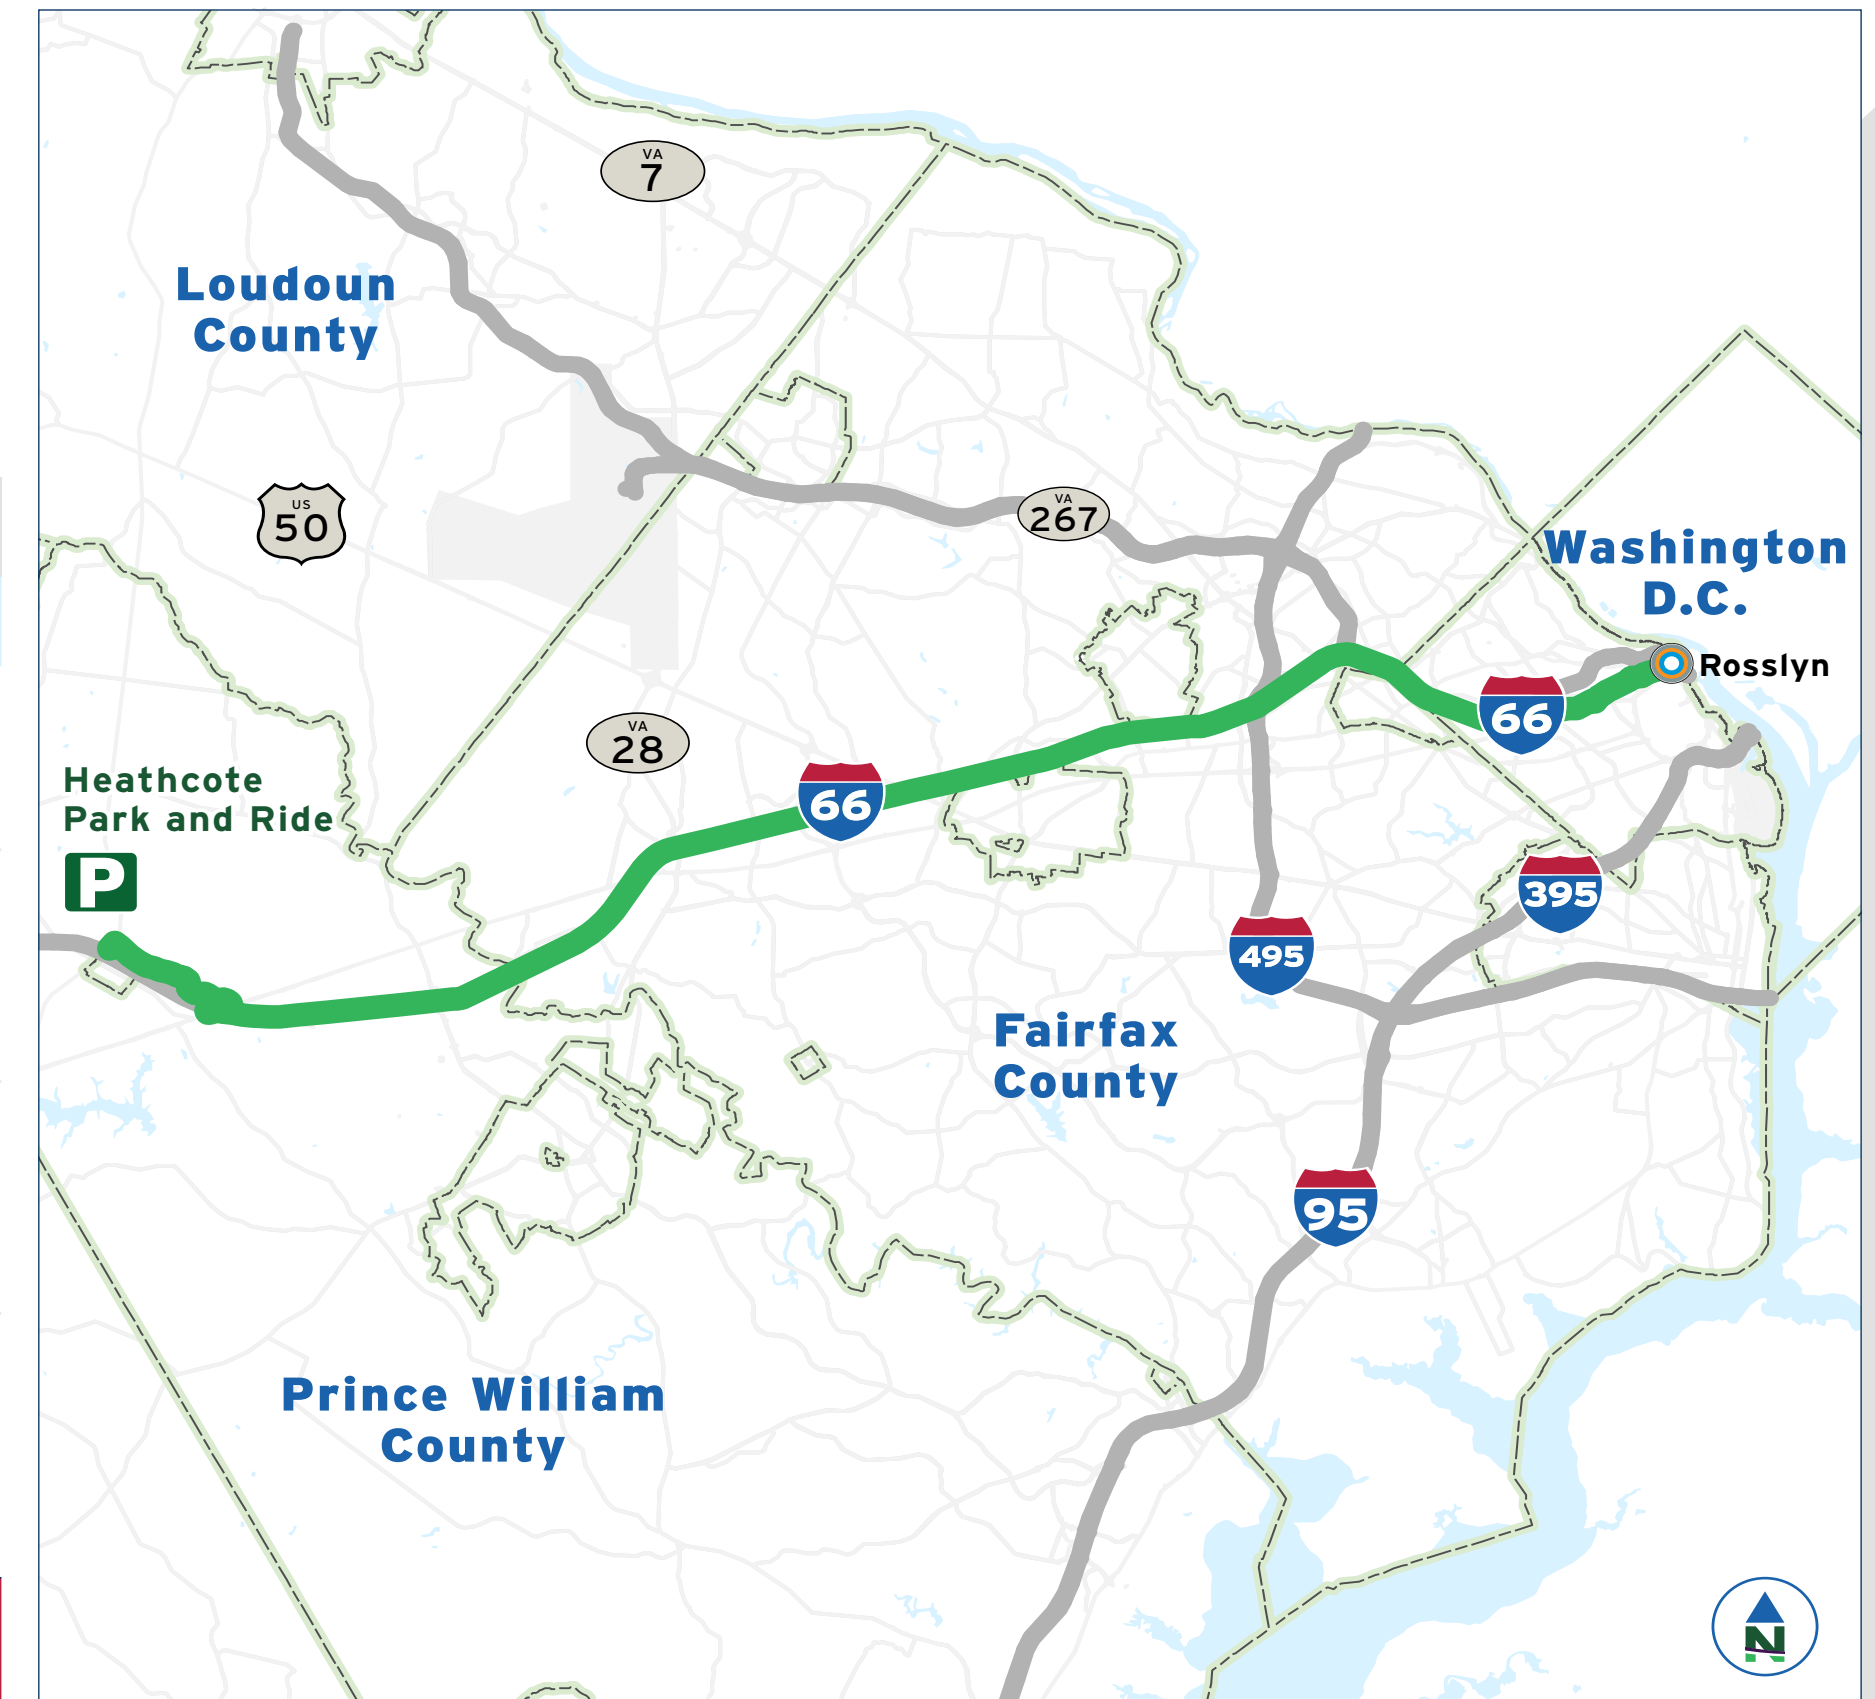 VA
7
Loudoun
County
US
50
VA
267
Washington
D.C.
Rosslyn
66
VA
28
Heathcote
Park and Ride
P
66
395
495
Fairfax
County
95
Prince William
County
N